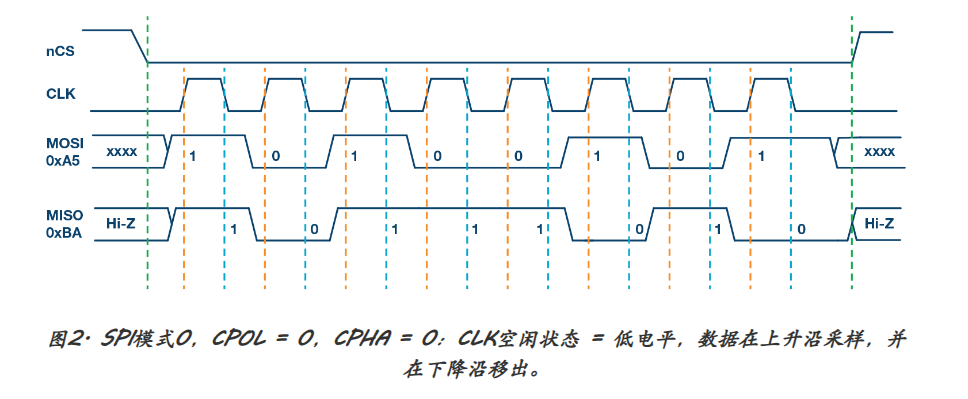 nCS
CLK
MOSI
0xA5
xxxx 1 0 1 0 0 1 0 1 xxxx
MISO
0xBA
Hi-Z 1 0 1 1 1 0 1 0 Hi-Z
图2. SPI模式0，CPOL = 0，CPHA = 0：CLK空闲状态 = 低电平，数据在上升沿采样，并
在下降沿移出。